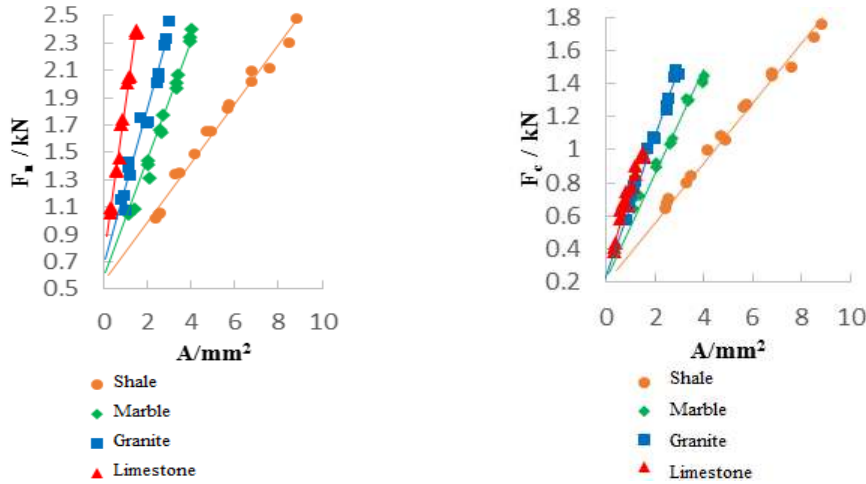 F_n / kN
2.5
2.3
2.1
1.9
1.7
1.5
1.3
1.1
0.9
0.7
0.5
0 2 4 6 8 10
A/mm²
Shale
Marble
Granite
Limestone
F_c / kN
1.8
1.6
1.4
1.2
1
0.8
0.6
0.4
0.2
0 2 4 6 8 10
A/mm²
Shale
Marble
Granite
Limestone